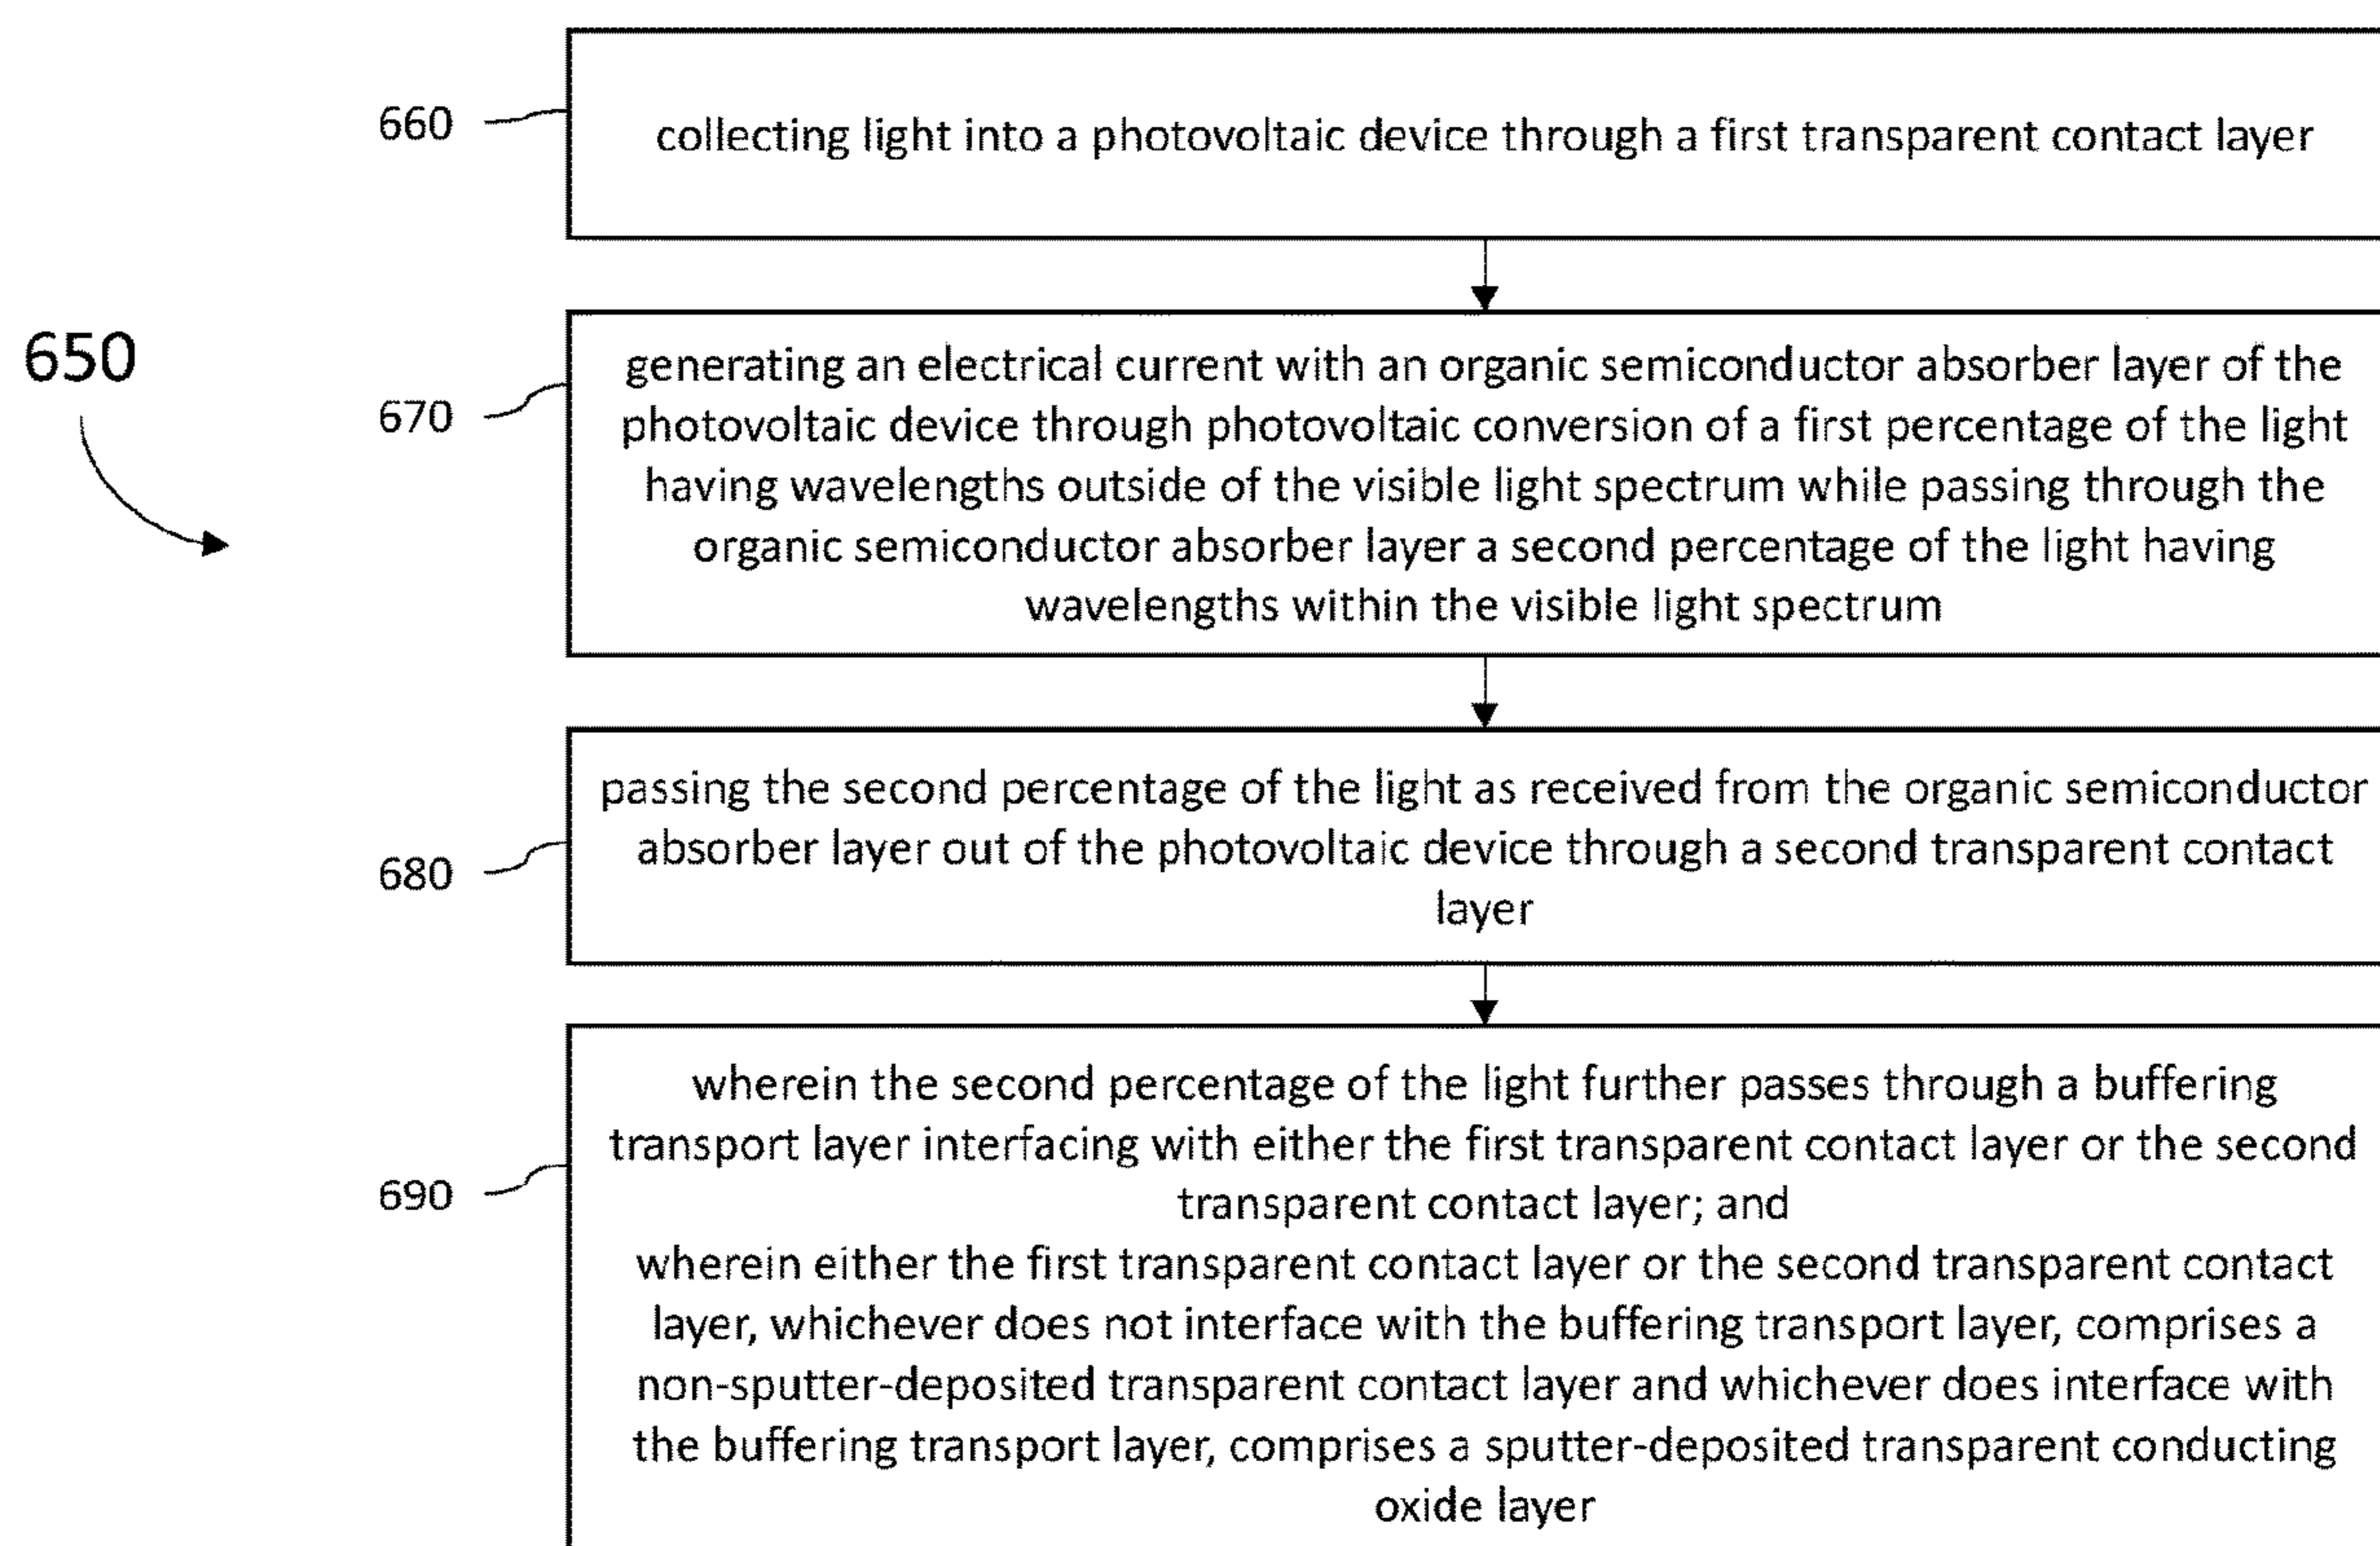 660
collecting light into a photovoltaic device through a first transparent contact layer
650
670
generating an electrical current with an organic semiconductor absorber layer of the
photovoltaic device through photovoltaic conversion of a first percentage of the light
having wavelengths outside of the visible light spectrum while passing through the
organic semiconductor absorber layer a second percentage of the light having
wavelengths within the visible light spectrum
680
passing the second percentage of the light as received from the organic semiconductor
absorber layer out of the photovoltaic device through a second transparent contact
layer
690
wherein the second percentage of the light further passes through a buffering
transport layer interfacing with either the first transparent contact layer or the second
transparent contact layer; and
wherein either the first transparent contact layer or the second transparent contact
layer, whichever does not interface with the buffering transport layer, comprises a
non-sputter-deposited transparent contact layer and whichever does interface with
the buffering transport layer, comprises a sputter-deposited transparent conducting
oxide layer